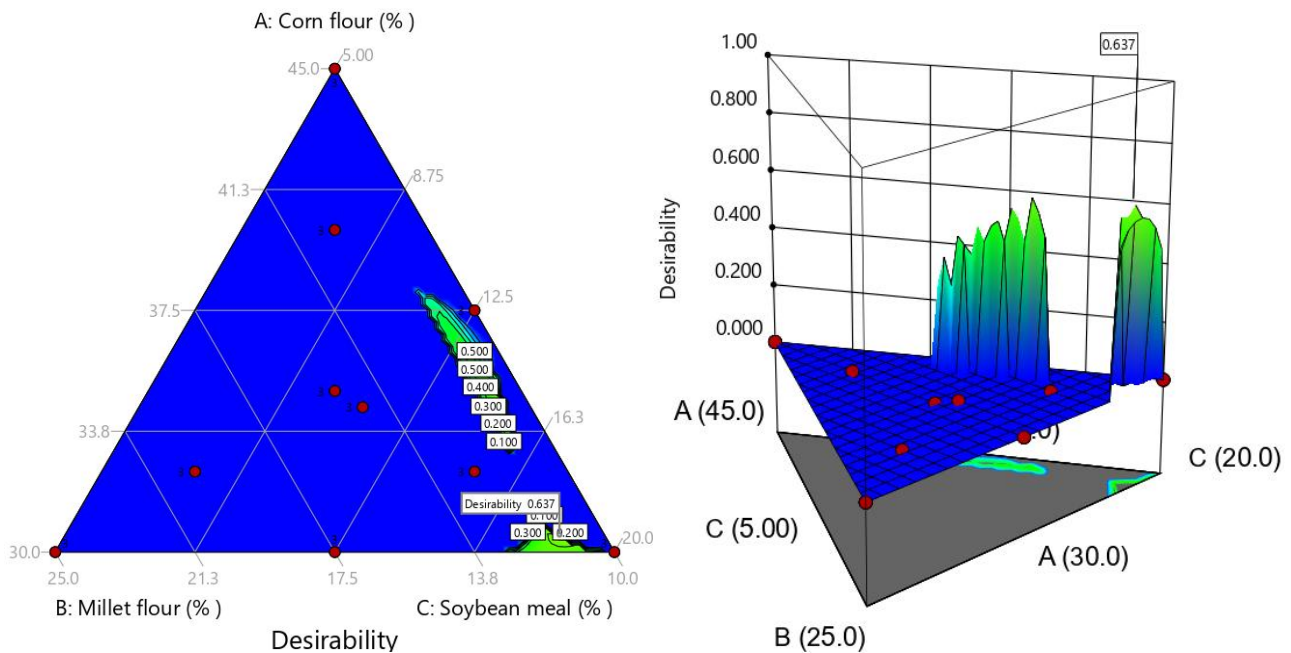 A: Corn flour (% )
5.00
45.0
41.3
8.75
37.5
12.5
0.500
0.500
0.400
0.300
0.200
0.100
33.8
16.3
Desirability 0.637
0.100
0.300
0.200
30.0
20.0
25.0
21.3
17.5
13.8
10.0
B: Millet flour (% )
C: Soybean meal (% )
Desirability
0.637
1.00
0.800
0.600
0.400
0.200
0.000
Desirability
A (45.0)
C (20.0)
C (5.00)
A (30.0)
B (25.0)